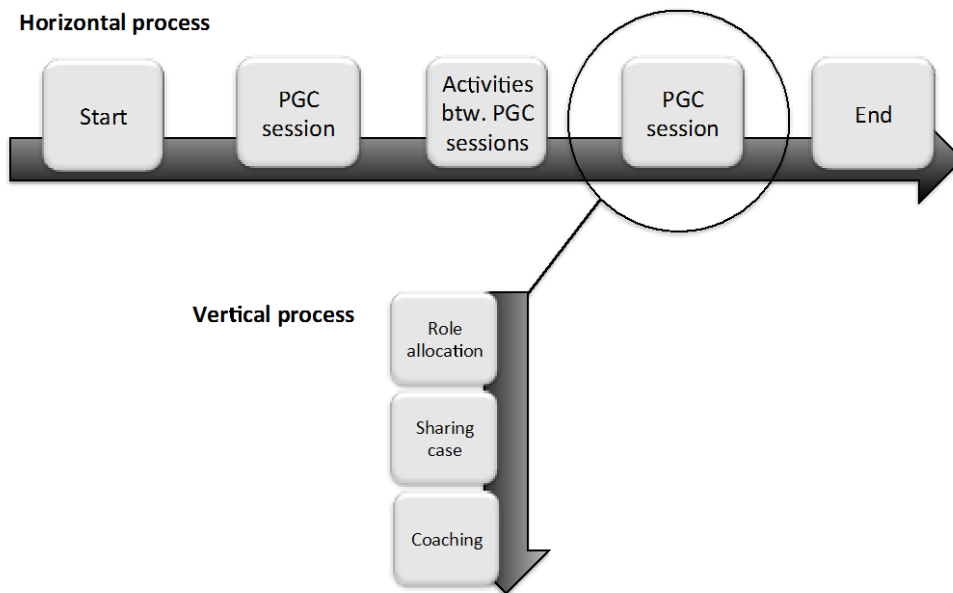 Horizontal process
Start
PGC
session
Activities
btw. PGC
sessions
PGC
session
End
Vertical process
Role
allocation
Sharing
case
Coaching